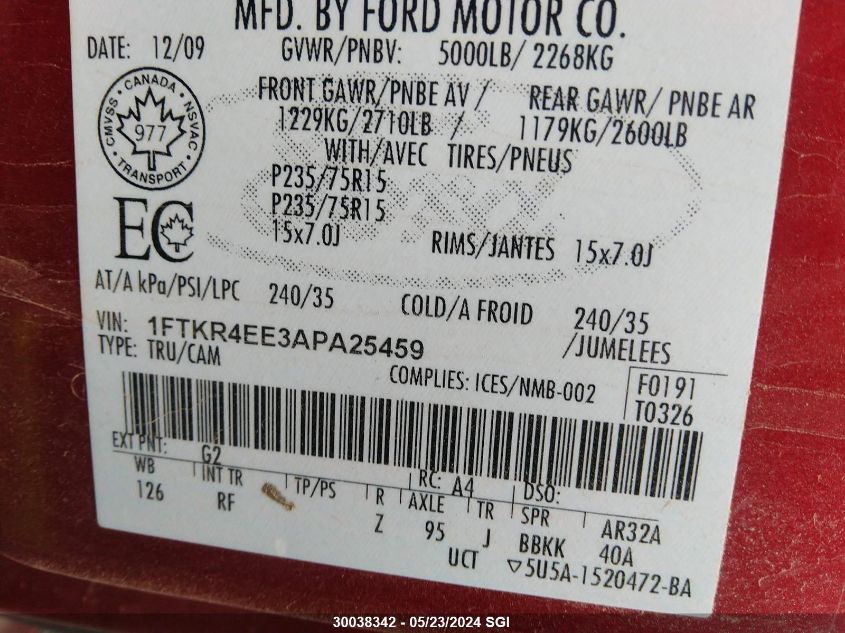 MFD. BY FORD MOTOR CO.
DATE: 12/09 GVWR/PNBV: 5000LB/ 2268KG
FRONT GAWR/PNBE AV / REAR GAWR/ PNBE AR
1229KG/2710LB / 1179KG/2600LB
WITH/AVEC TIRES/PNEUS
CMVSS • CANADA • NSVAC • TRANSPORT •
977
P235/75R15
P235/75R15
EC
15x7.0J RIMS/JANTES 15x7.0J
AT/A kPa/PSI/LPC 240/35 COLD/A FROID 240/35
VIN: 1FTKR4EE3APA25459 /JUMELEES
TYPE: TRU/CAM
COMPLIES: ICES/NMB-002 F0191
T0326
EXT PNT: G2 RC: A4 DSO:
WB INT TR TP/PS R AXLE TR SPR AR32A
126 RF Z 95 J BBKK 40A
UCT ▽5U5A-1520472-BA
30038342 / 05/23/2024 SGI